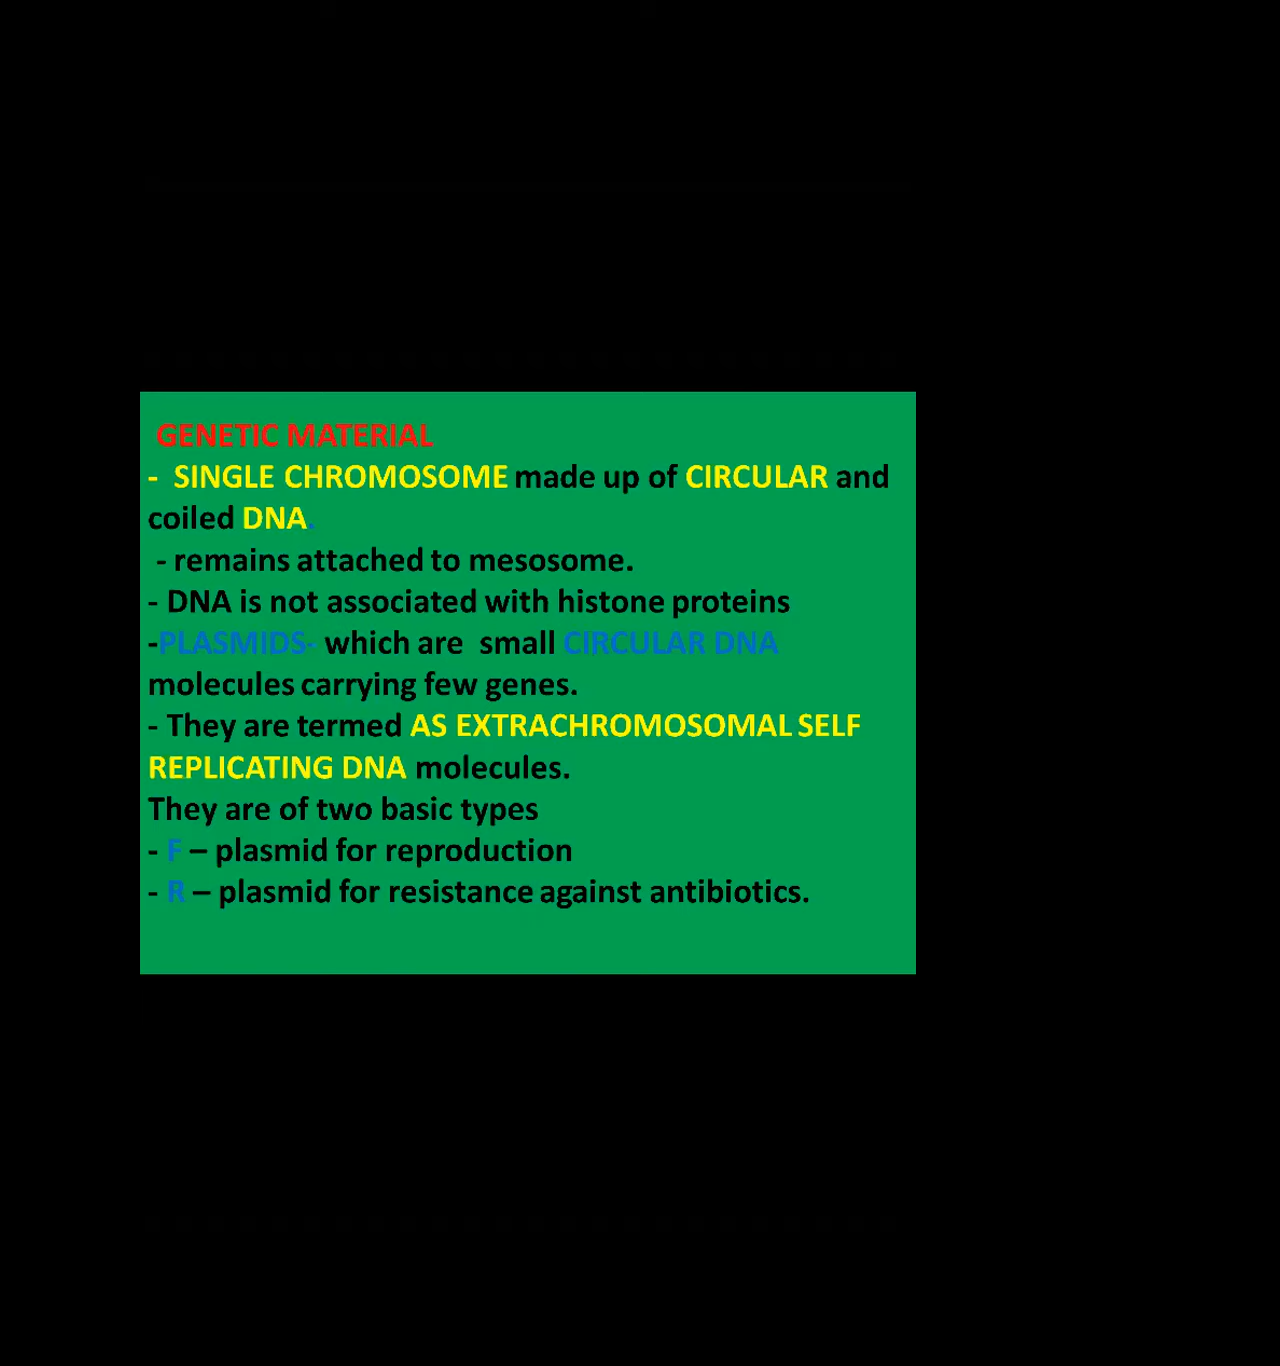 GENETIC MATERIAL
- SINGLE CHROMOSOME made up of CIRCULAR and
coiled DNA.
- remains attached to mesosome.
- DNA is not associated with histone proteins
-PLASMIDS- which are small CIRCULAR DNA
molecules carrying few genes.
- They are termed AS EXTRACHROMOSOMAL SELF
REPLICATING DNA molecules.
They are of two basic types
- F – plasmid for reproduction
- R – plasmid for resistance against antibiotics.